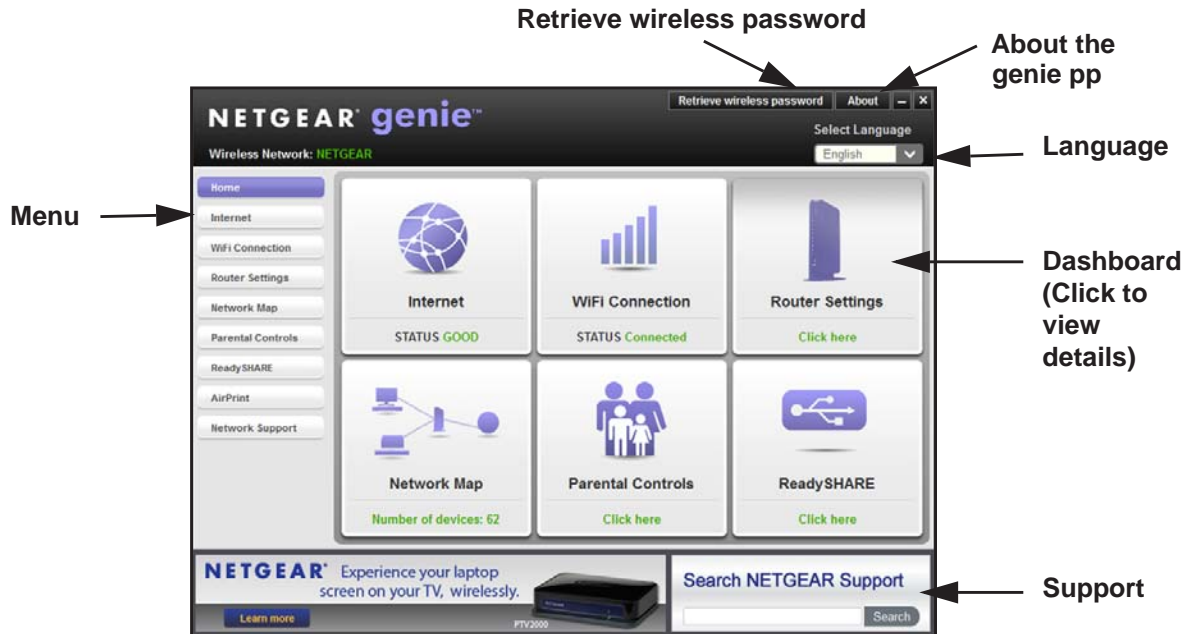 Retrieve wireless password
About the
genie pp
Retrieve wireless password
About
NETGEAR® genie™
Select Language
Wireless Network: NETGEAR
English
Language
Menu
Home
Internet
WiFi Connection
Router Settings
Network Map
Parental Controls
ReadySHARE
AirPrint
Network Support
Internet
STATUS GOOD
WiFi Connection
STATUS Connected
Router Settings
Click here
Dashboard
(Click to
view
details)
Network Map
Number of devices: 62
Parental Controls
Click here
ReadySHARE
Click here
NETGEAR®
Experience your laptop
screen on your TV, wirelessly.
Learn more
PTV2000
Search NETGEAR Support
Search
Support